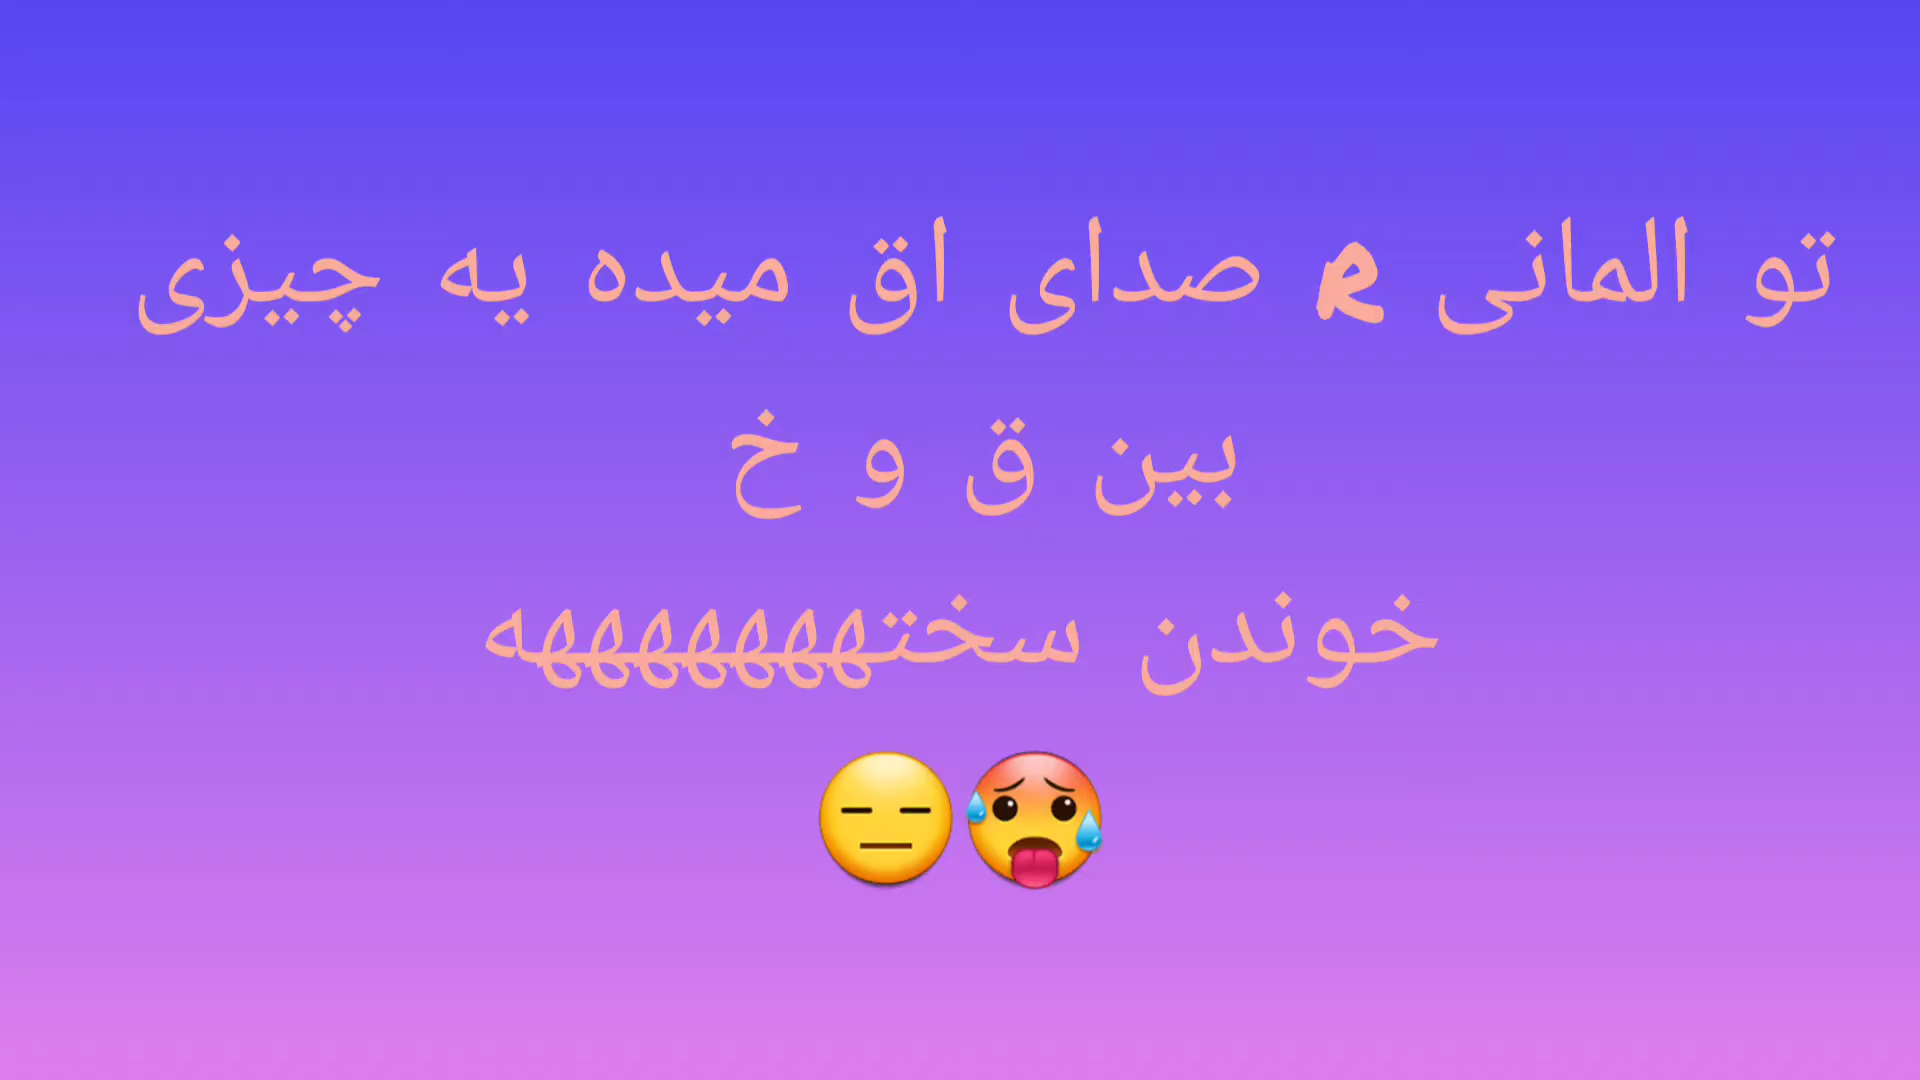 تو المانی R صدای اق میده یه چیزی
بین ق و خ
خوندن سختهههههههه
😑🥵